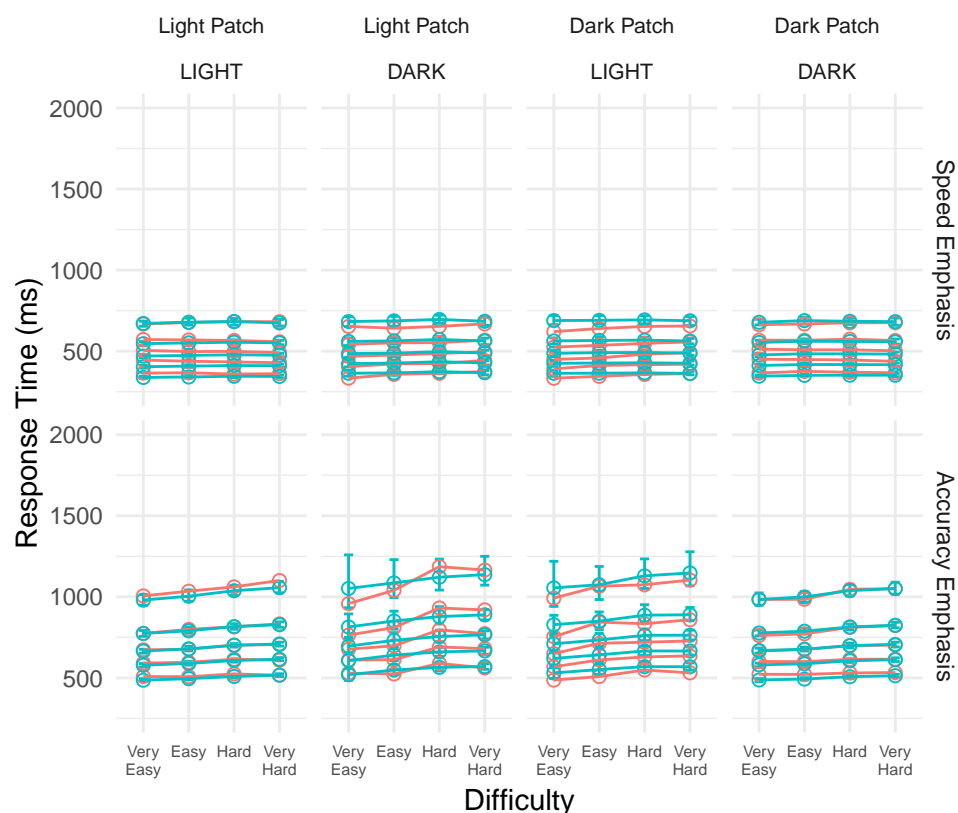 Light Patch Light Patch Dark Patch Dark Patch
LIGHT DARK LIGHT DARK
2000
1500
1000
500
Speed Emphasis
2000
1500
1000
500
Accuracy Emphasis
Response Time (ms)
Very Easy Hard Very Very Easy Hard Very Very Easy Hard Very Very Easy Hard Very
Easy Hard Easy Hard Easy Hard Easy Hard
Difficulty